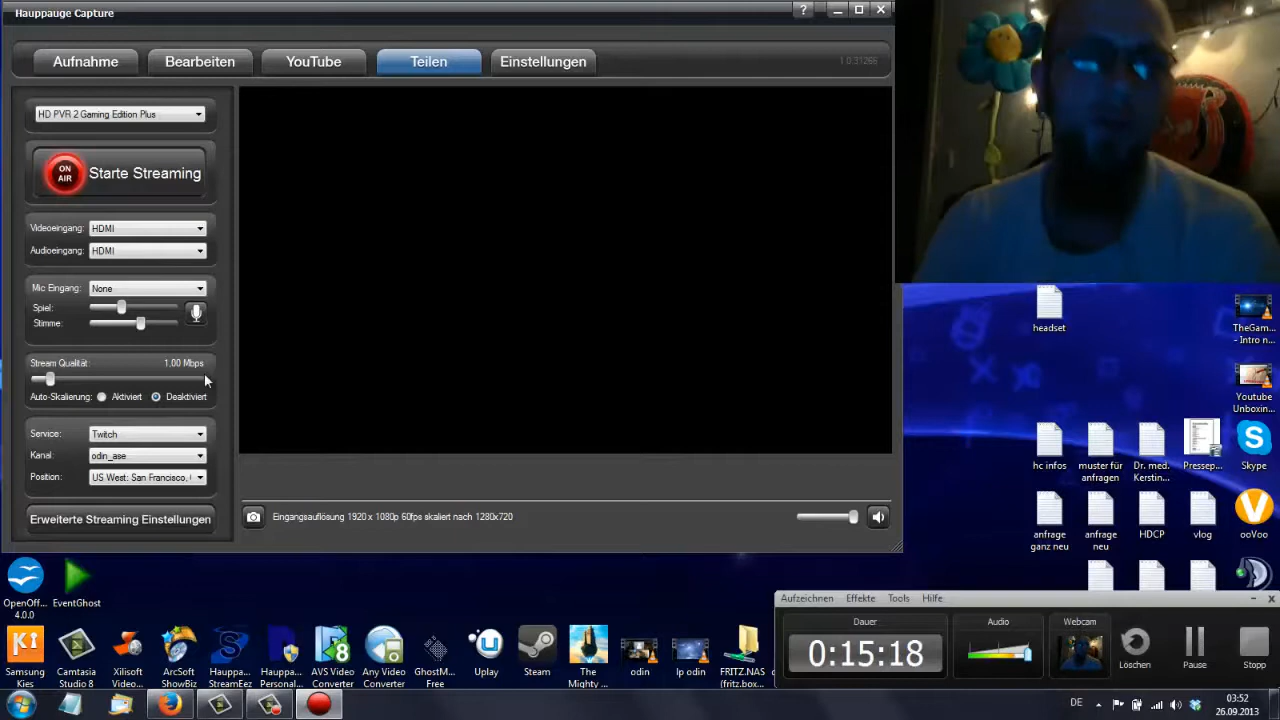 Hauppauge Capture
Aufnahme
Bearbeiten
YouTube
Teilen
Einstellungen
1.0.31266
HD PVR 2 Gaming Edition Plus
ON AIR
Starte Streaming
Videoeingang: HDMI
Audioeingang: HDMI
Mic Eingang: None
Spiel:
Stimme:
Stream Qualität: 1,00 Mbps
Auto-Skalierung: Aktiviert Deaktiviert
Service: Twitch
Kanal: odin_ase
Position: US West: San Francisco,
Erweiterte Streaming Einstellungen
Eingangsauflösung 1920 x 1080p 60fps skaliert nach 1280x720
headset
TheGam...
- Intro n...
Youtube
Unboxin...
hc infos
muster für
anfragen
Dr. med.
Kerstin...
Pressep...
Skype
anfrage
ganz neu
anfrage
neu
HDCP
vlog
ooVoo
OpenOff...
4.0.0
EventGhost
Samsung
Kies
Camtasia
Studio 8
Xilisoft
Video...
ArcSoft
ShowBiz
Hauppa...
StreamEez
Hauppa...
Personal...
AVS Video
Converter
Any Video
Converter
GhostM...
Free
Uplay
Steam
The
Mighty ...
odin
lp odin
FRITZ.NAS
(fritz.box...
Aufzeichnen
Effekte
Tools
Hilfe
Dauer
0:15:18
Audio
Webcam
Löschen
Pause
Stopp
DE
03:52
26.09.2013